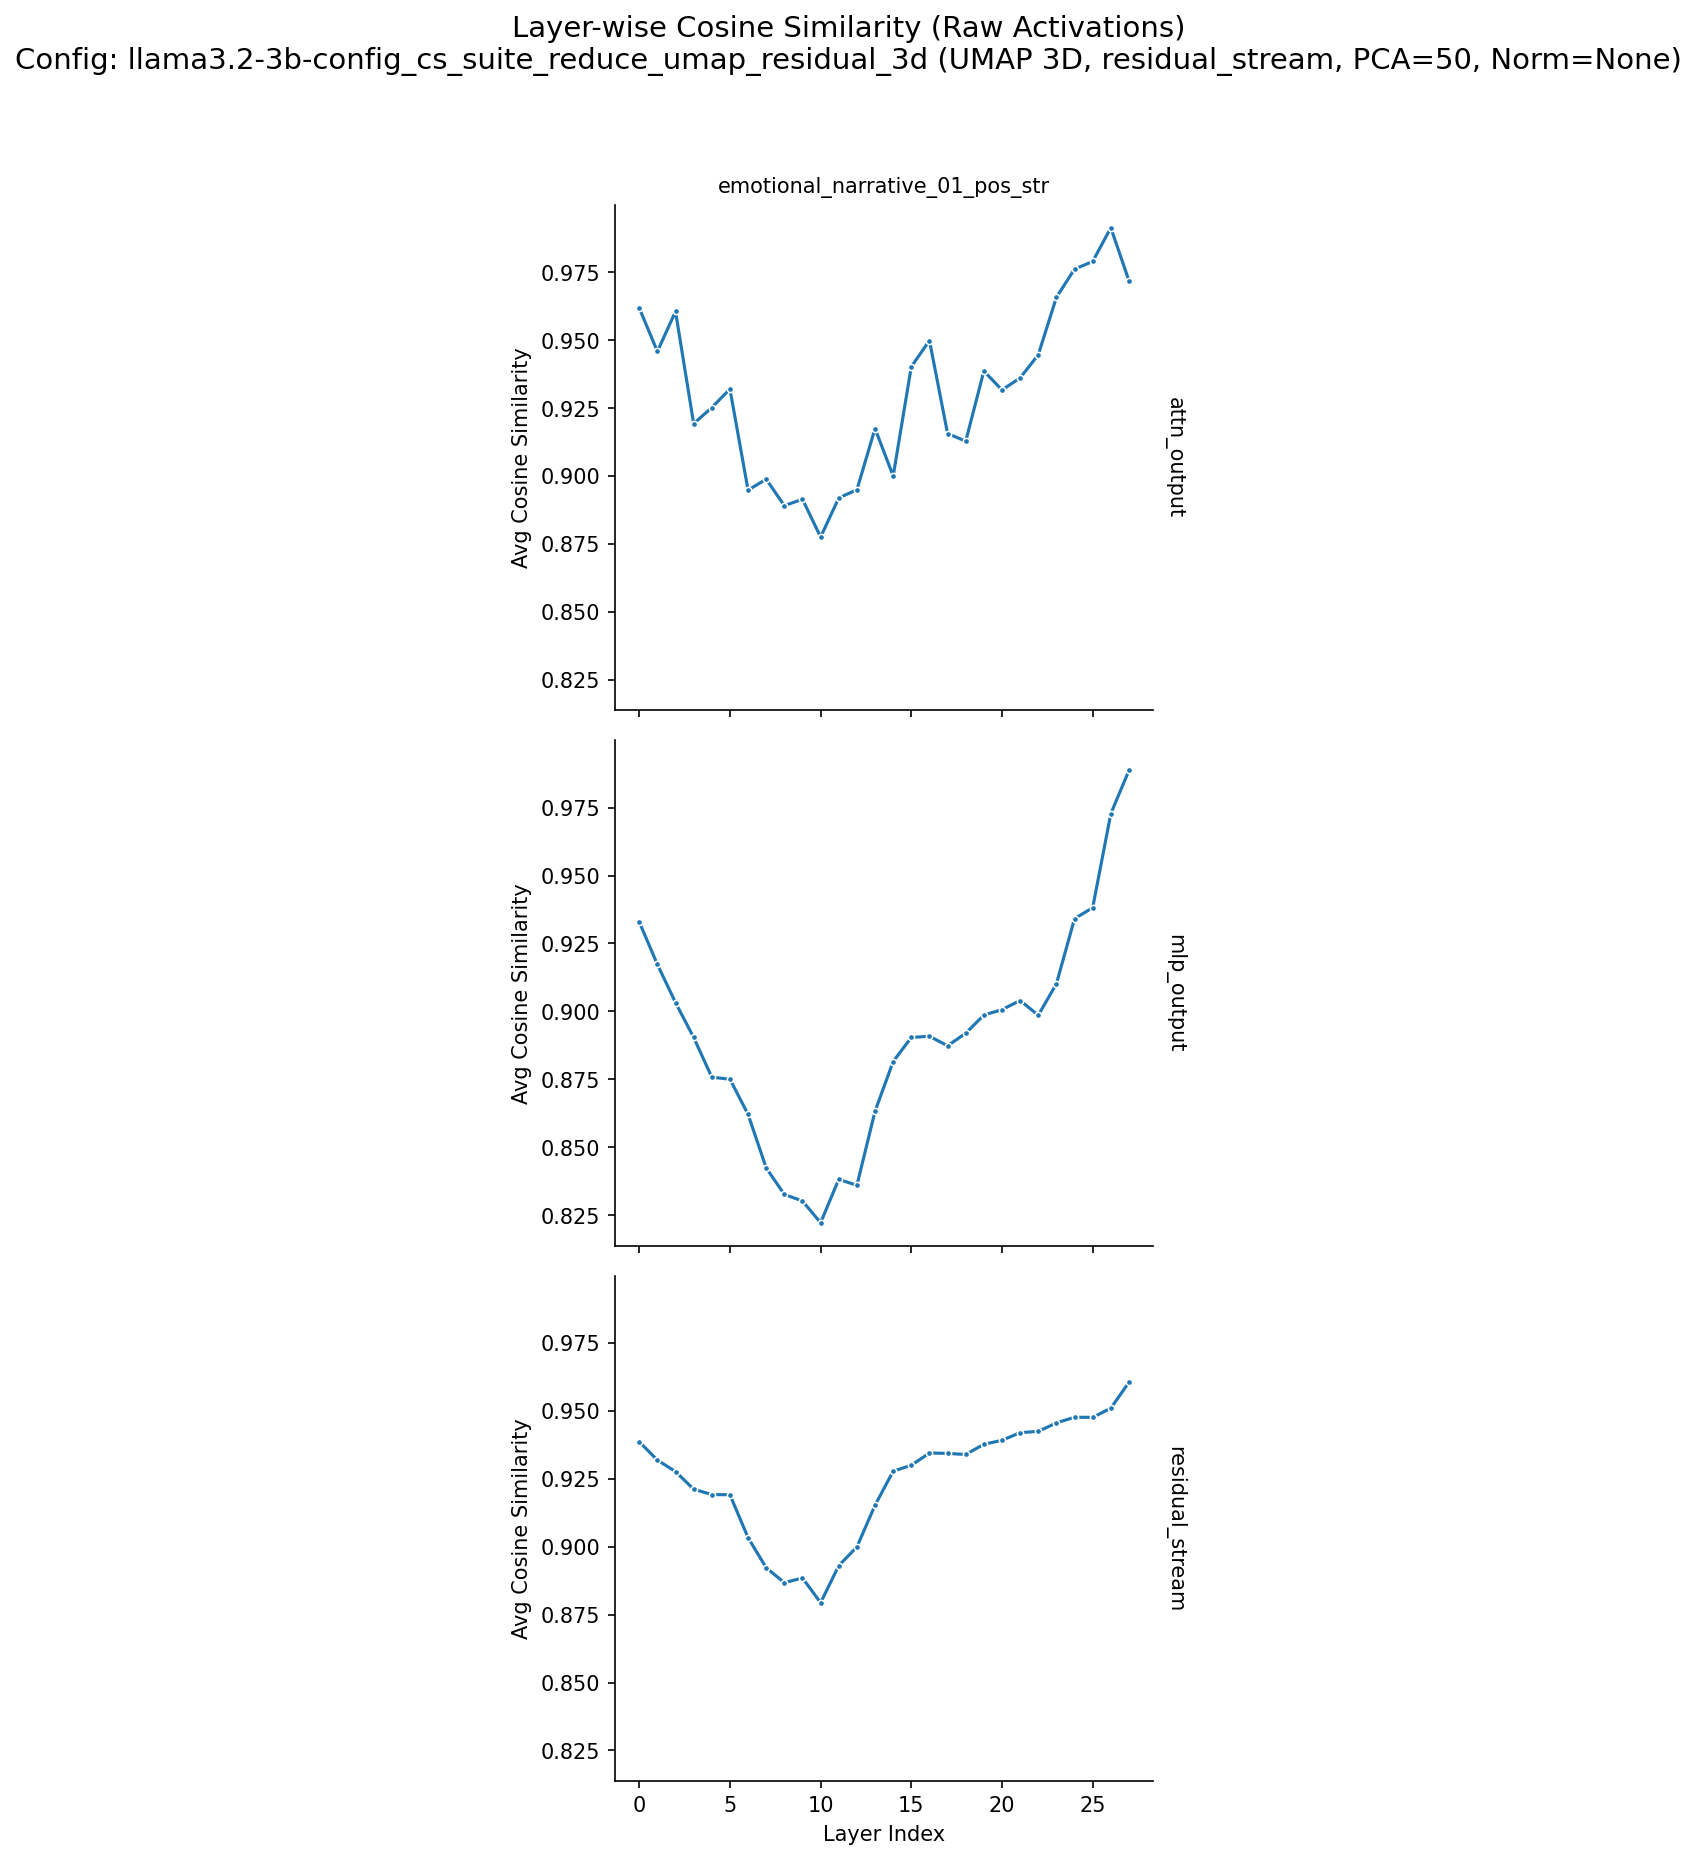 Layer-wise Cosine Similarity (Raw Activations)
Config: llama3.2-3b-config_cs_suite_reduce_umap_residual_3d (UMAP 3D, residual_stream, PCA=50, Norm=None)
emotional_narrative_01_pos_str
0.975
0.950
0.925
0.900
0.875
0.850
0.825
Avg Cosine Similarity
attn_output
0.975
0.950
0.925
0.900
0.875
0.850
0.825
Avg Cosine Similarity
mlp_output
0.975
0.950
0.925
0.900
0.875
0.850
0.825
Avg Cosine Similarity
residual_stream
0 5 10 15 20 25
Layer Index